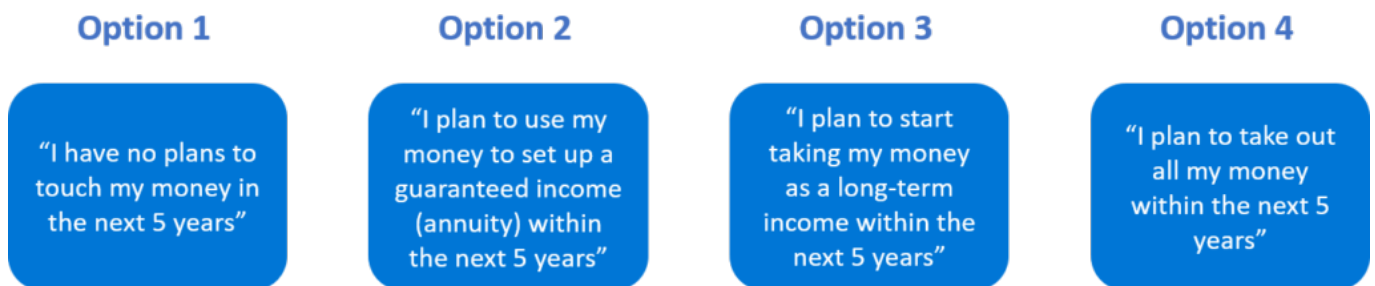 Option 1
Option 2
Option 3
Option 4
“I have no plans to
touch my money in
the next 5 years”
“I plan to use my
money to set up a
guaranteed income
(annuity) within
the next 5 years”
“I plan to start
taking my money
as a long-term
income within the
next 5 years”
“I plan to take out
all my money
within the next 5
years”